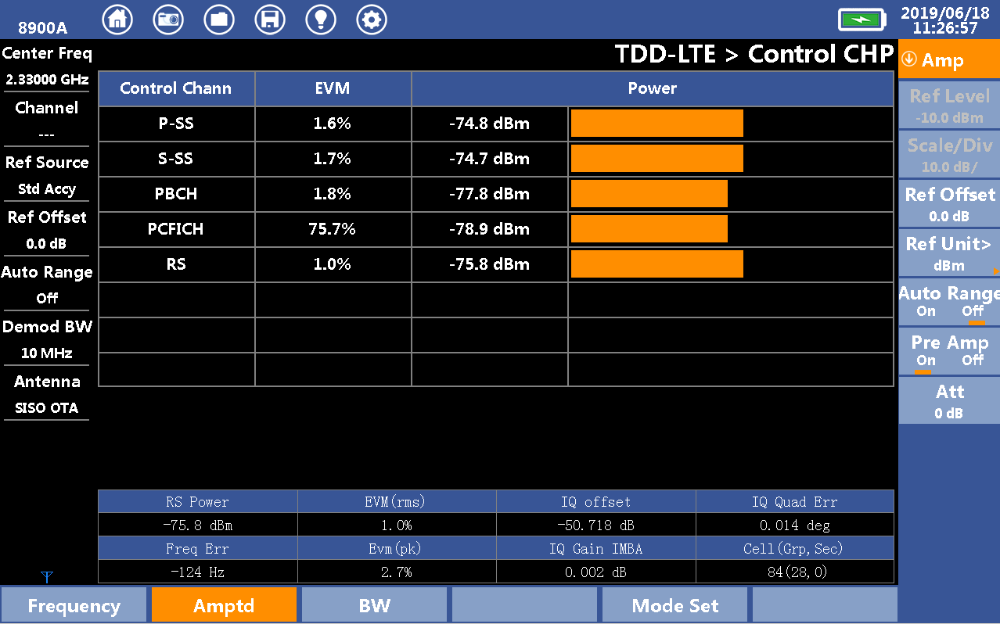 8900A
2019/06/18
11:26:57
TDD-LTE > Control CHP
Center Freq
2.33000 GHz
Channel
---
Ref Source
Std Accy
Ref Offset
0.0 dB
Auto Range
Off
Demod BW
10 MHz
Antenna
SISO OTA
Control Chann EVM Power
P-SS 1.6% -74.8 dBm
S-SS 1.7% -74.7 dBm
PBCH 1.8% -77.8 dBm
PCFICH 75.7% -78.9 dBm
RS 1.0% -75.8 dBm
RS Power EVM(rms) IQ offset IQ Quad Err
-75.8 dBm 1.0% -50.718 dB 0.014 deg
Freq Err Evm(pk) IQ Gain IMBA Cell(Grp,Sec)
-124 Hz 2.7% 0.002 dB 84(28,0)
Amp
Ref Level
-10.0 dBm
Scale/Div
10.0 dB/
Ref Offset
0.0 dB
Ref Unit>
dBm
Auto Range
On Off
Pre Amp
On Off
Att
0 dB
Frequency Amptd BW Mode Set